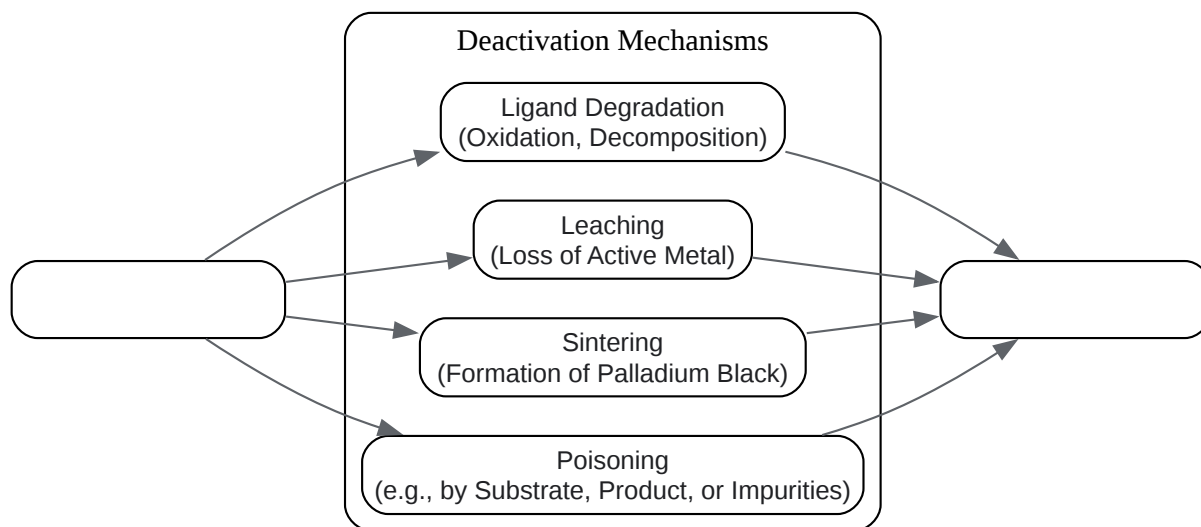 Deactivation Mechanisms
Ligand Degradation
(Oxidation, Decomposition)
Leaching
(Loss of Active Metal)
Sintering
(Formation of Palladium Black)
Poisoning
(e.g., by Substrate, Product, or Impurities)